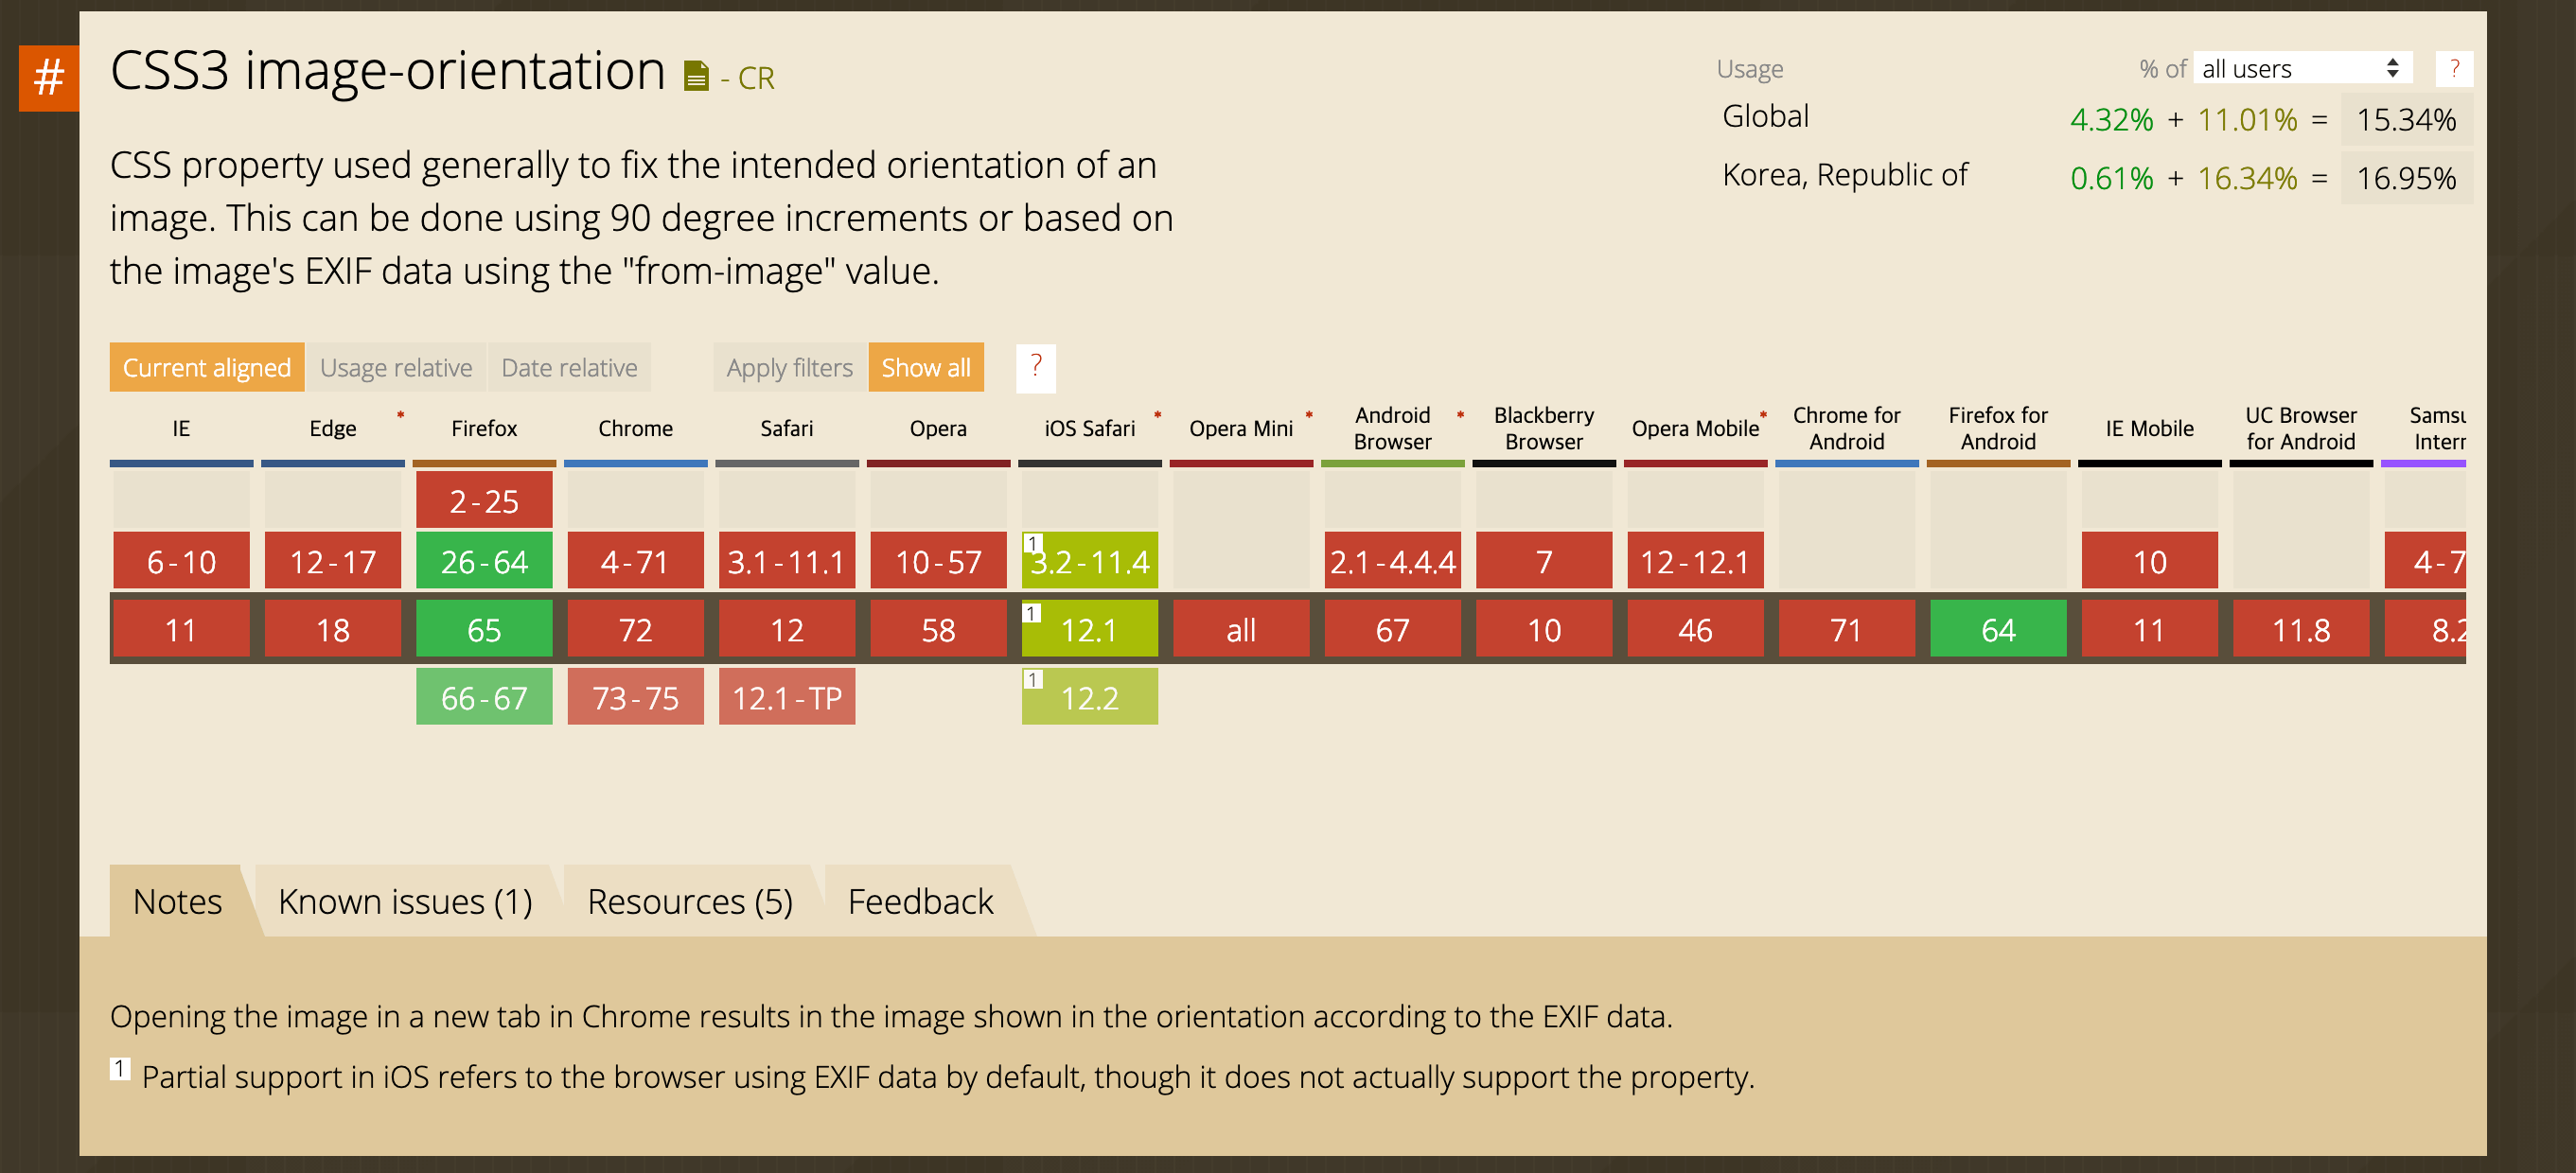 #
CSS3 image-orientation - CR
Usage % of all users ?
Global 4.32% + 11.01% = 15.34%
Korea, Republic of 0.61% + 16.34% = 16.95%
CSS property used generally to fix the intended orientation of an
image. This can be done using 90 degree increments or based on
the image's EXIF data using the "from-image" value.
Current aligned Usage relative Date relative Apply filters Show all ?
IE Edge * Firefox Chrome Safari Opera iOS Safari * Opera Mini * Android Browser * Blackberry Browser Opera Mobile * Chrome for Android Firefox for Android IE Mobile UC Browser for Android
2-25
6-10 12-17 26-64 4-71 3.1-11.1 10-57 1 3.2-11.4 2.1-4.4.4 7 12-12.1 10 4-7
11 18 65 72 12 58 1 12.1 all 67 10 46 71 64 11 11.8 8.2
66-67 73-75 12.1-TP 1 12.2
Notes Known issues (1) Resources (5) Feedback
Opening the image in a new tab in Chrome results in the image shown in the orientation according to the EXIF data.
1 Partial support in iOS refers to the browser using EXIF data by default, though it does not actually support the property.